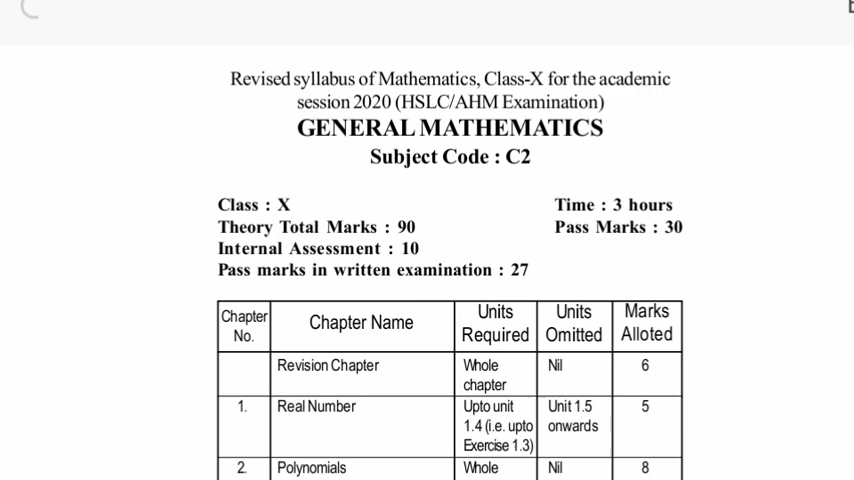 Revised syllabus of Mathematics, Class-X for the academic
session 2020 (HSLC/AHM Examination)
GENERAL MATHEMATICS
Subject Code : C2
Class : X Time : 3 hours
Theory Total Marks : 90 Pass Marks : 30
Internal Assessment : 10
Pass marks in written examination : 27
Chapter No. Chapter Name Units Required Units Omitted Marks Alloted
Revision Chapter Whole chapter Nil 6
1. Real Number Upto unit 1.4 (i.e. upto Exercise 1.3) Unit 1.5 onwards 5
2. Polynomials Whole Nil 8